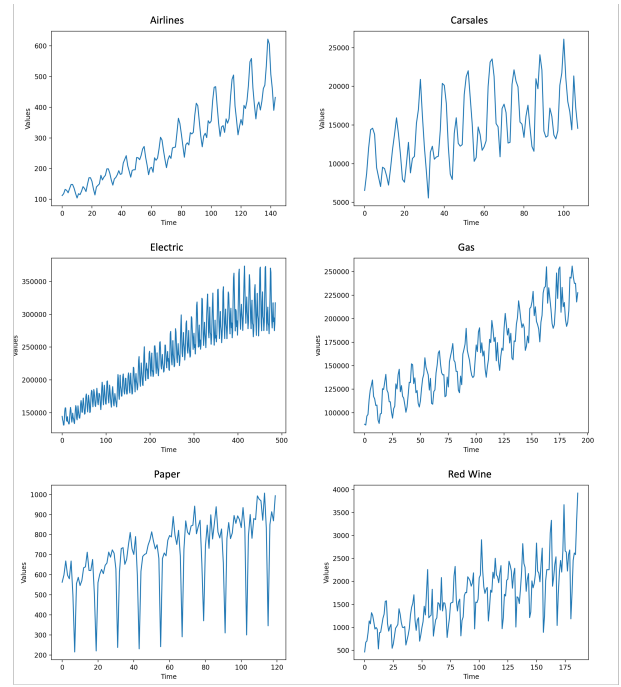 Airlines
600
500
400
300
200
100
Values
0 20 40 60 80 100 120 140
Time
Carsales
25000
20000
15000
10000
5000
Values
0 20 40 60 80 100
Time
Electric
350000
300000
250000
200000
150000
Values
0 100 200 300 400 500
Time
Gas
250000
225000
200000
175000
150000
125000
100000
Values
0 25 50 75 100 125 150 175 200
Time
Paper
1000
900
800
700
600
500
400
300
200
Values
0 20 40 60 80 100 120
Time
Red Wine
4000
3500
3000
2500
2000
1500
1000
500
Values
0 25 50 75 100 125 150 175
Time